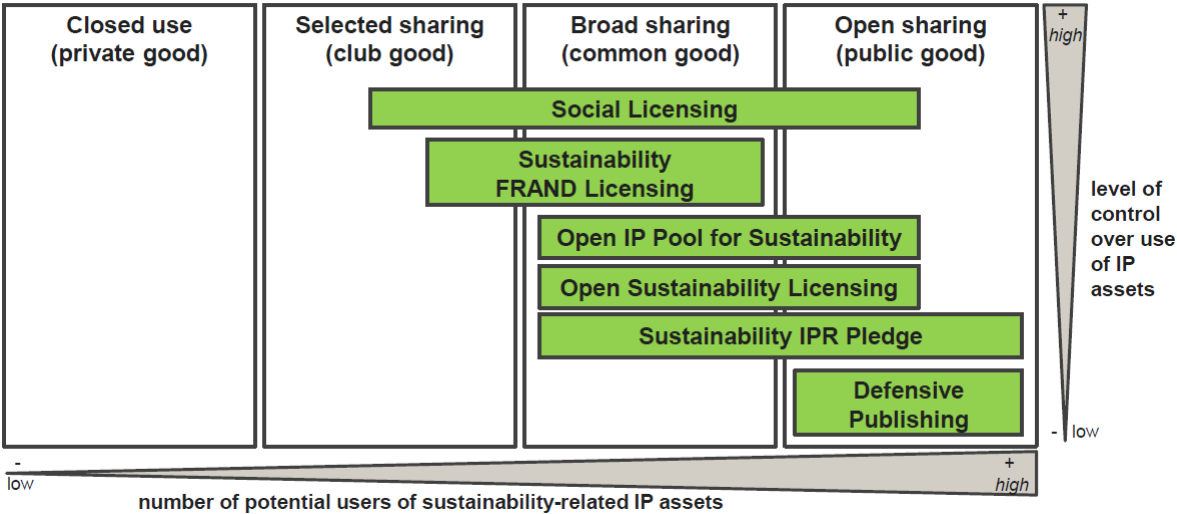 Closed use
(private good)
Selected sharing
(club good)
Broad sharing
(common good)
Open sharing
(public good)
+
high
Social Licensing
Sustainability
FRAND Licensing
level of
control
over use
of IP
assets
Open IP Pool for Sustainability
Open Sustainability Licensing
Sustainability IPR Pledge
Defensive
Publishing
- low
-
low
+
high
number of potential users of sustainability-related IP assets